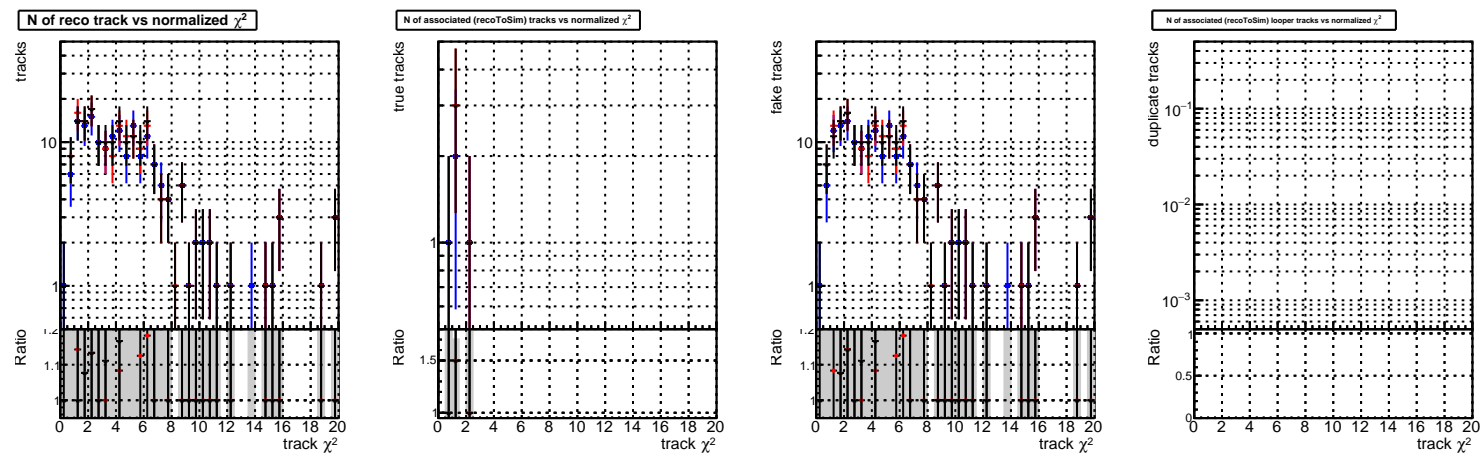 N of reco track vs normalized χ²
tracks
10
1
Ratio
1.2
1.1
1
0 2 4 6 8 10 12 14 16 18 20
track χ²
N of associated (recoToSim) tracks vs normalized χ²
true tracks
1
Ratio
1.5
1
0 2 4 6 8 10 12 14 16 18 20
track χ²
fake tracks
10
1
Ratio
1.2
1.1
1
0 2 4 6 8 10 12 14 16 18 20
track χ²
N of associated (recoToSim) looper tracks vs normalized χ²
duplicate tracks
10⁻¹
10⁻²
10⁻³
Ratio
1
0.5
0
0 2 4 6 8 10 12 14 16 18 20
track χ²